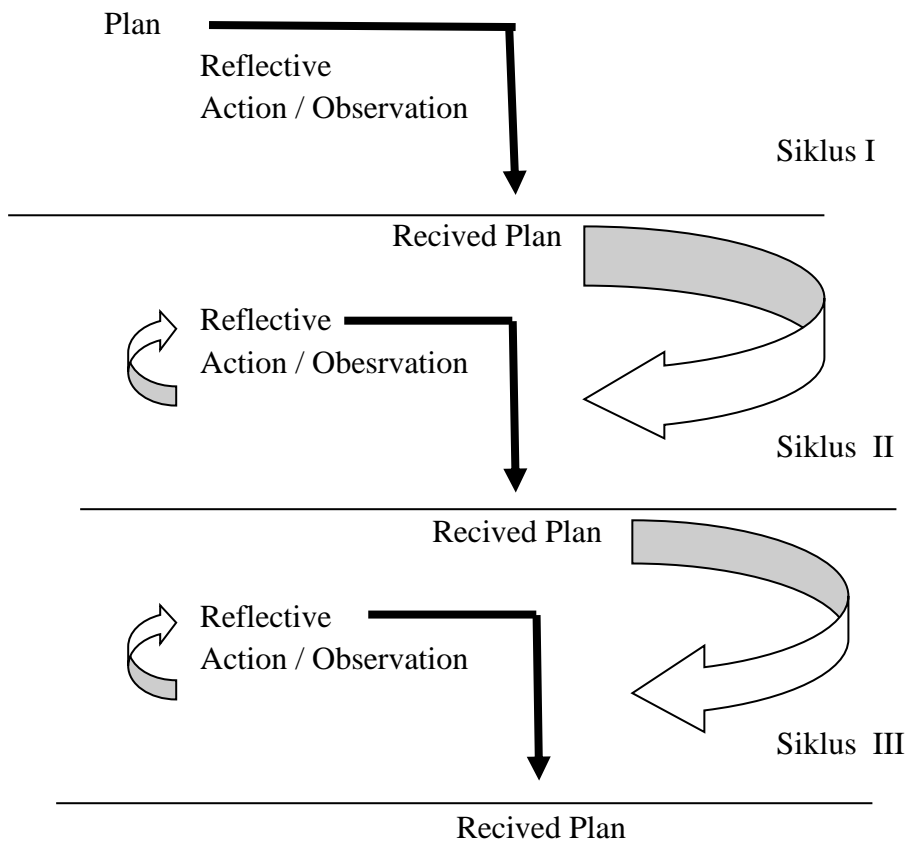 Plan
Reflective
Action / Observation
Siklus I
Recived Plan
Reflective
Action / Obesrvation
Siklus II
Recived Plan
Reflective
Action / Observation
Siklus III
Recived Plan